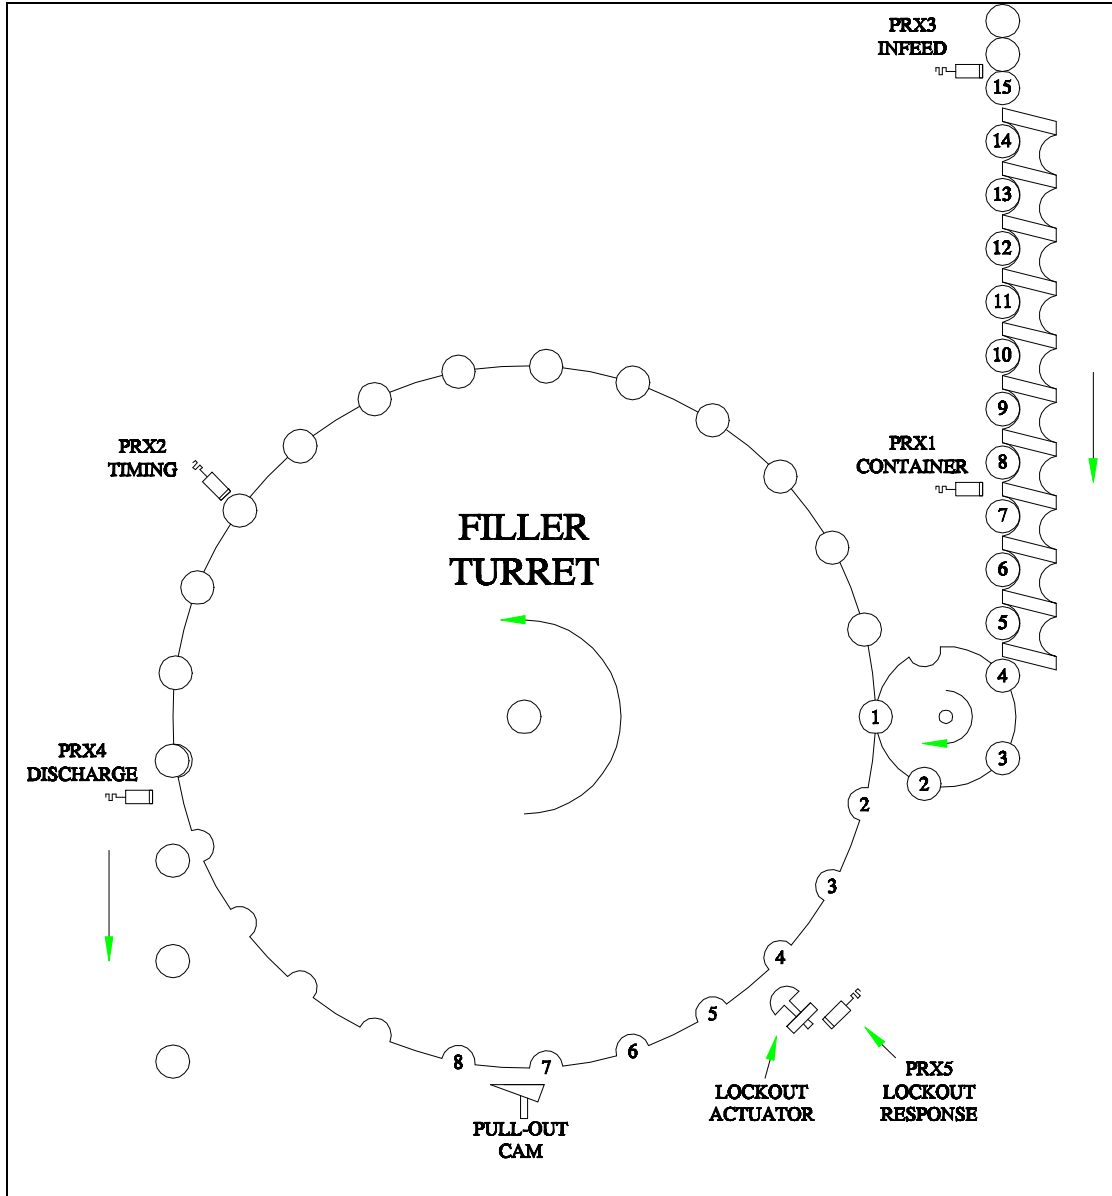 PRX3
INFEED
15
14
13
12
11
10
9
PRX1
CONTAINER
8
7
6
5
4
3
2
1
PRX2
TIMING
FILLER
TURRET
PRX4
DISCHARGE
2
3
4
5
6
7
8
LOCKOUT
ACTUATOR
PRX5
LOCKOUT
RESPONSE
PULL-OUT
CAM